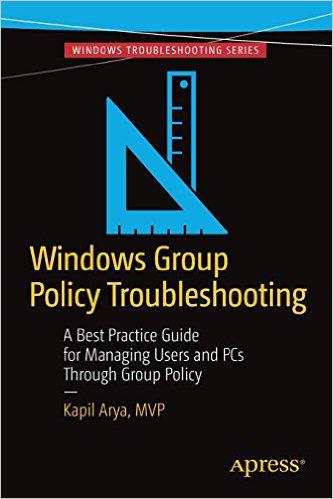 WINDOWS TROUBLESHOOTING SERIES
Windows Group
Policy Troubleshooting
A Best Practice Guide
for Managing Users and PCs
Through Group Policy
—
Kapil Arya, MVP
Apress®